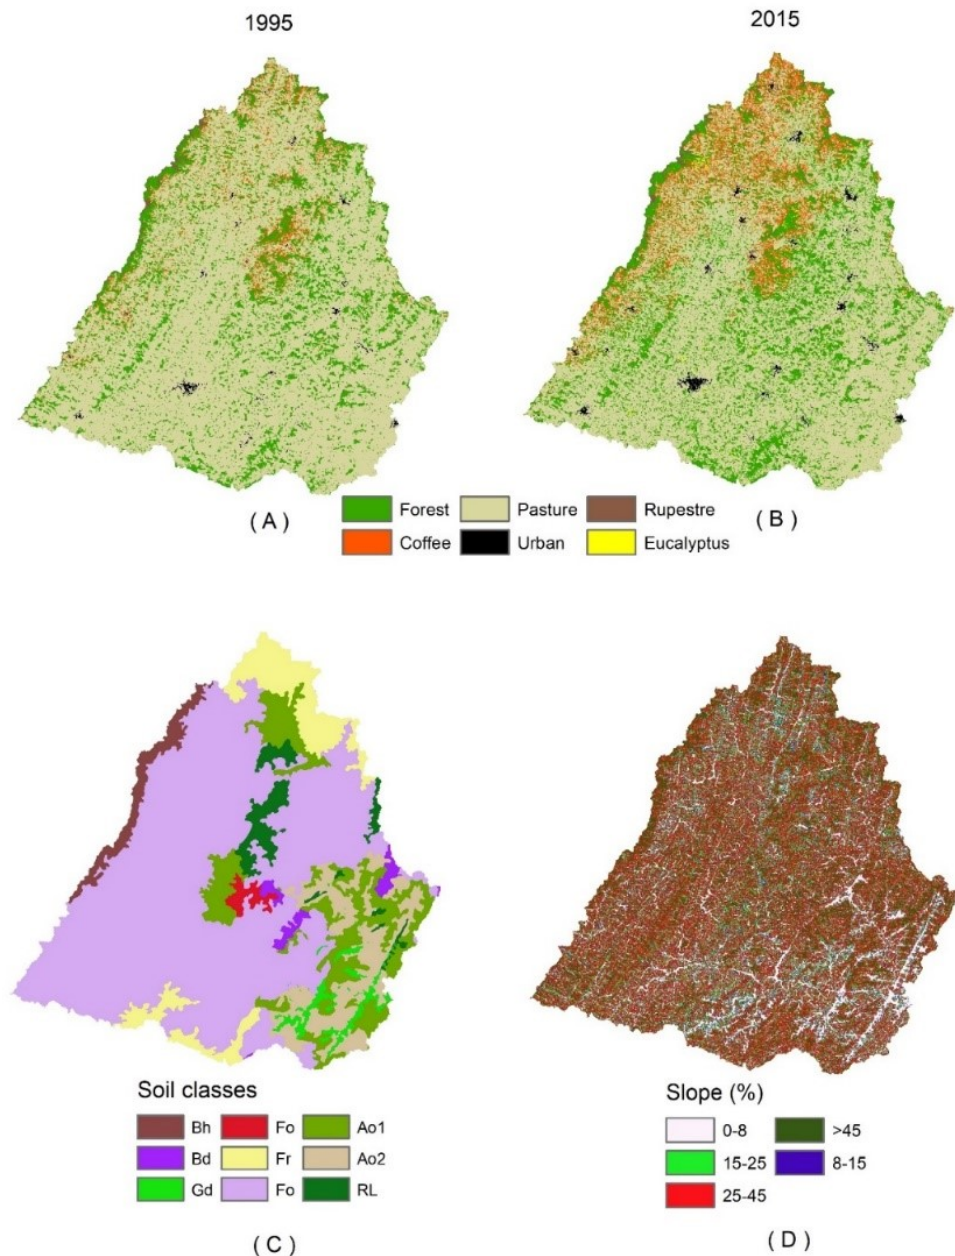 1995 2015
( A ) ( B )
Forest Pasture Rupestre
Coffee Urban Eucalyptus
Soil classes
Bh Fo Ao1
Bd Fr Ao2
Gd Fo RL
( C )
Slope (%)
0-8 >45
15-25 8-15
25-45
( D )